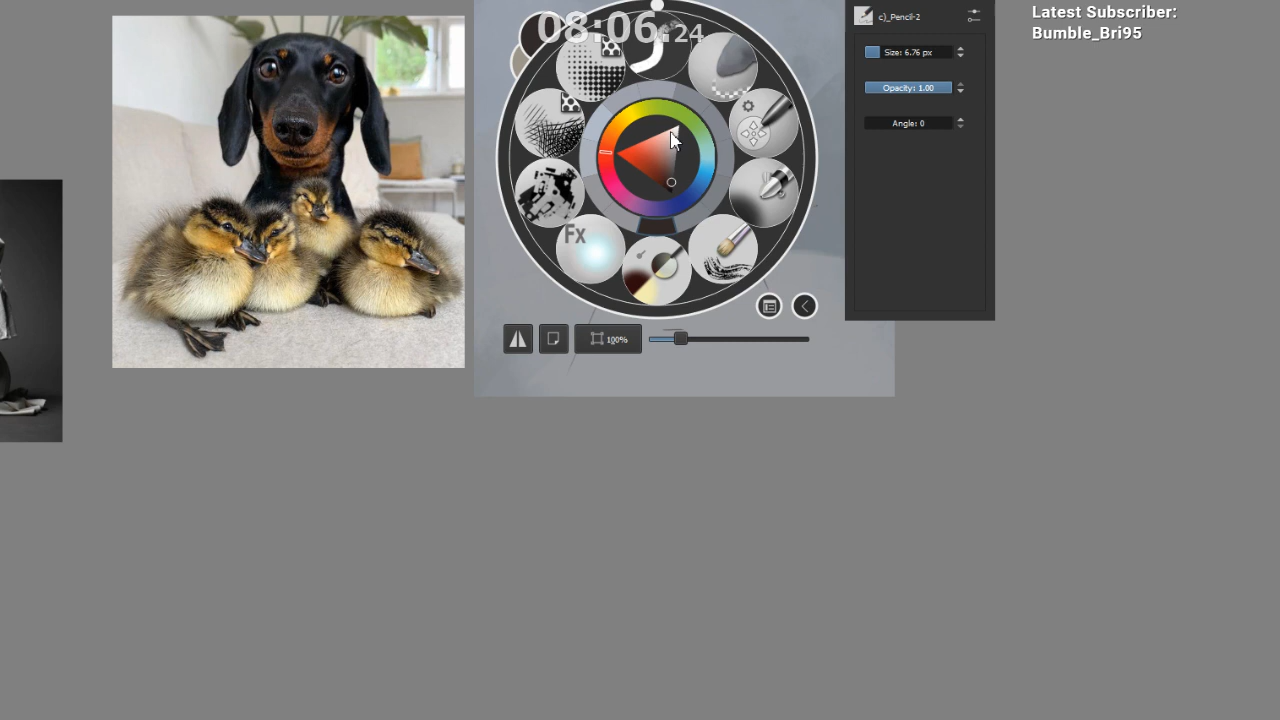 08:06:24
c)_Pencil-2
Latest Subscriber:
Bumble_Bri95
Size: 6.76 px
Opacity: 1.00
Angle: 0
Fx
100%